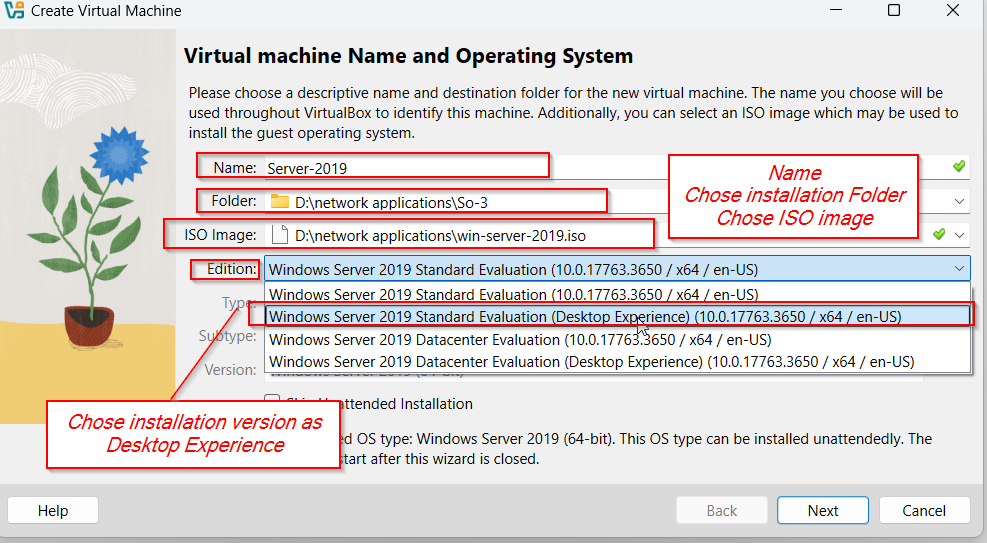 Create Virtual Machine
Virtual machine Name and Operating System
Please choose a descriptive name and destination folder for the new virtual machine. The name you choose will be
used throughout VirtualBox to identify this machine. Additionally, you can select an ISO image which may be used to
install the guest operating system.
Name: Server-2019
Name
Chose installation Folder
Chose ISO image
Folder: D:\network applications\So-3
ISO Image: D:\network applications\win-server-2019.iso
Edition: Windows Server 2019 Standard Evaluation (10.0.17763.3650 / x64 / en-US)
Windows Server 2019 Standard Evaluation (10.0.17763.3650 / x64 / en-US)
Type:
Windows Server 2019 Standard Evaluation (Desktop Experience) (10.0.17763.3650 / x64 / en-US)
Subtype:
Windows Server 2019 Datacenter Evaluation (10.0.17763.3650 / x64 / en-US)
Windows Server 2019 Datacenter Evaluation (Desktop Experience) (10.0.17763.3650 / x64 / en-US)
Version:
Installation
Chose installation version as
Desktop Experience
OS type: Windows Server 2019 (64-bit). This OS type can be installed unattendedly. The
start after this wizard is closed.
Help
Back
Next
Cancel